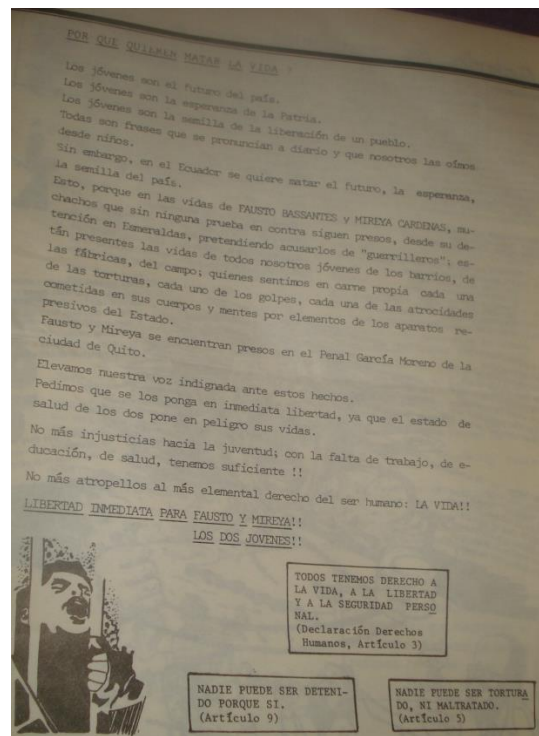 POR QUE QUIEREN MATAR LA VIDA -
Los jóvenes son el futuro del país.
Los jóvenes son la esperanza de la Patria.
Los jóvenes son la semilla de la liberación de un pueblo.
Todas son frases que se pronuncian a diario y que nosotros las oímos
desde niños.
Sin embargo, en el Ecuador se quiere matar el futuro, la esperanza,
la semilla del país.
Esto, porque en las vidas de FAUSTO BASSANTES y MIREYA CARDENAS, mu-
chachos que sin ninguna prueba en contra siguen presos, desde su de-
tención en Esmeraldas, pretendiendo acusarlos de "guerrilleros"; es-
tán presentes las vidas de todos nosotros jóvenes de los barrios, de
las fábricas, del campo; quienes sentimos en carne propia cada una
de las torturas, cada uno de los golpes, cada una de las atrocidades
cometidas en sus cuerpos y mentes por elementos de los aparatos re-
presivos del Estado.
Fausto y Mireya se encuentran presos en el Penal García Moreno de la
ciudad de Quito.
Elevamos nuestra voz indignada ante estos hechos.
Pedimos que se los ponga en inmediata libertad, ya que el estado de
salud de los dos pone en peligro sus vidas.
No más injusticias hacia la juventud; con la falta de trabajo, de e-
ducación, de salud, tenemos suficiente !!
No más atropellos al más elemental derecho del ser humano: LA VIDA!!
LIBERTAD INMEDIATA PARA FAUSTO Y MIREYA!!
LOS DOS JOVENES!!
TODOS TENEMOS DERECHO A
LA VIDA, A LA LIBERTAD
Y A LA SEGURIDAD PERSO
NAL.
(Declaración Derechos
Humanos, Artículo 3)
NADIE PUEDE SER DETENI-
DO PORQUE SI.
(Artículo 9)
NADIE PUEDE SER TORTURA
DO, NI MALTRATADO.
(Artículo 5)